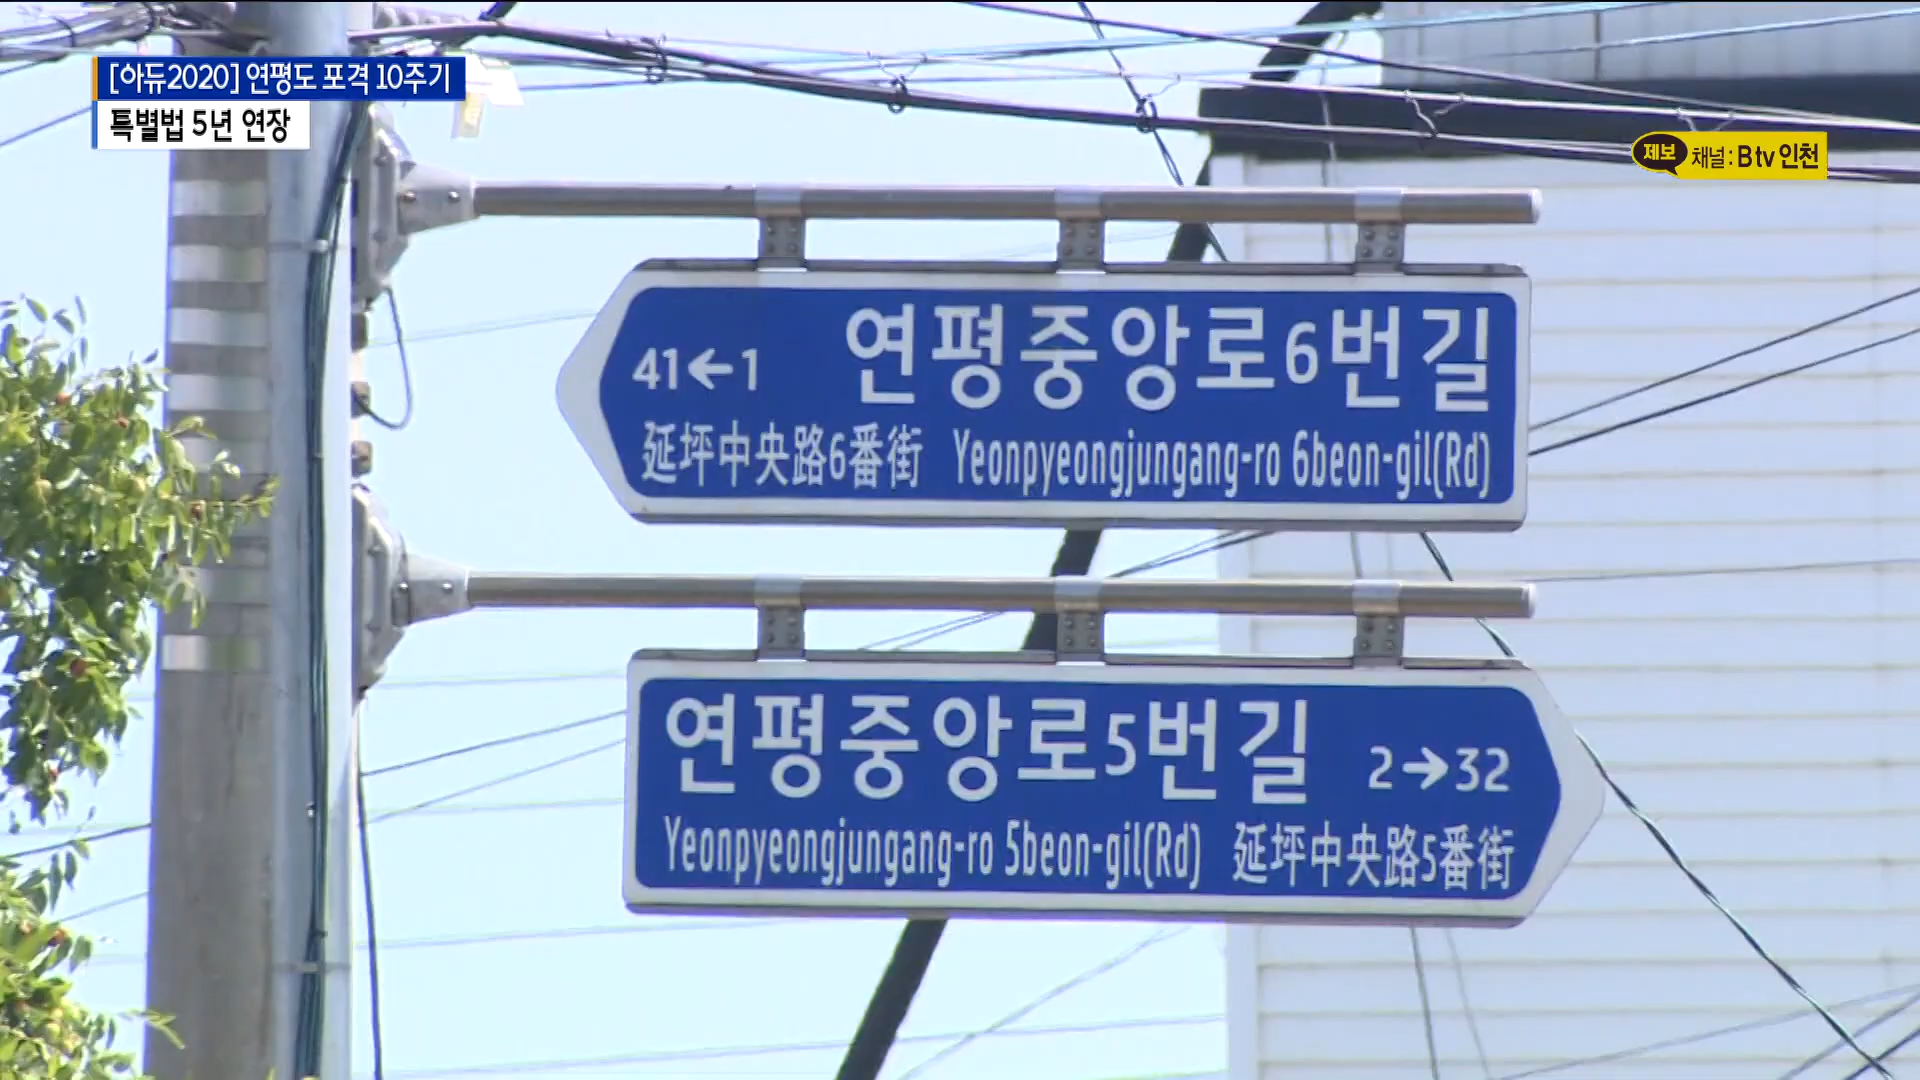 [아듀2020] 연평도 포격 10주기
특별법 5년 연장
제보 채널 : B tv 인천
41←1 연평중앙로6번길
延坪中央路6番街 Yeonpyeongjungang-ro 6beon-gil(Rd)
연평중앙로5번길 2→32
Yeonpyeongjungang-ro 5beon-gil(Rd) 延坪中央路5番街